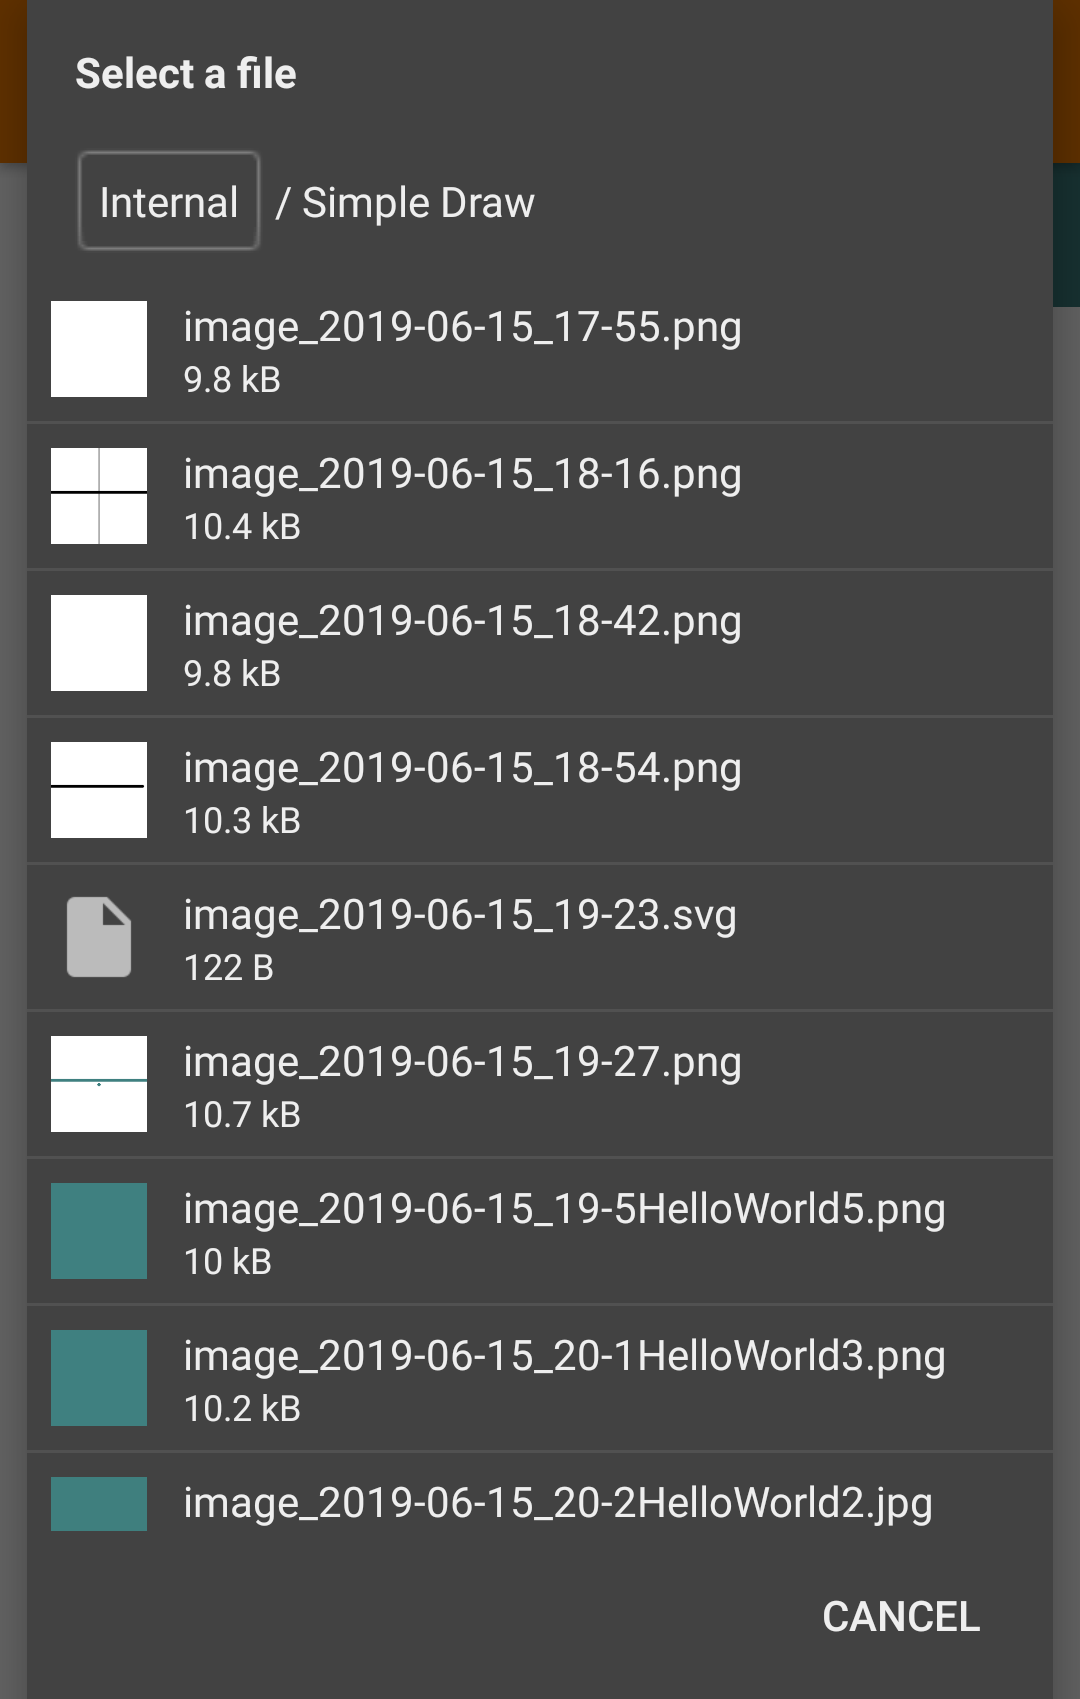 Select a file
Internal / Simple Draw
image_2019-06-15_17-55.png
9.8 kB
image_2019-06-15_18-16.png
10.4 kB
image_2019-06-15_18-42.png
9.8 kB
image_2019-06-15_18-54.png
10.3 kB
image_2019-06-15_19-23.svg
122 B
image_2019-06-15_19-27.png
10.7 kB
image_2019-06-15_19-5HelloWorld5.png
10 kB
image_2019-06-15_20-1HelloWorld3.png
10.2 kB
image_2019-06-15_20-2HelloWorld2.jpg
CANCEL